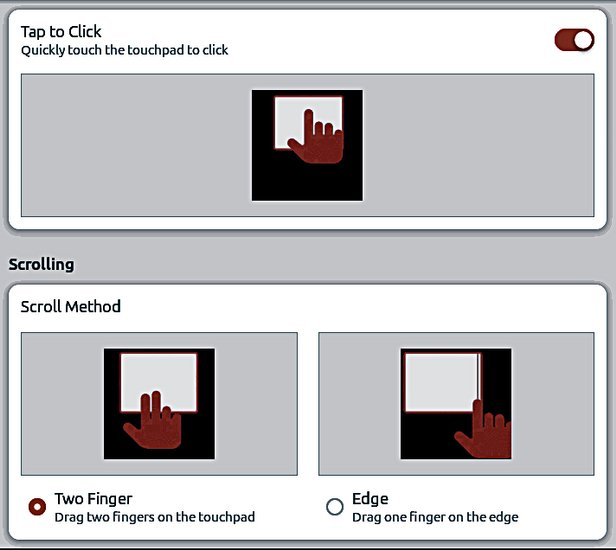 Tap to Click
Quickly touch the touchpad to click
Scrolling
Scroll Method
Two Finger
Drag two fingers on the touchpad
Edge
Drag one finger on the edge